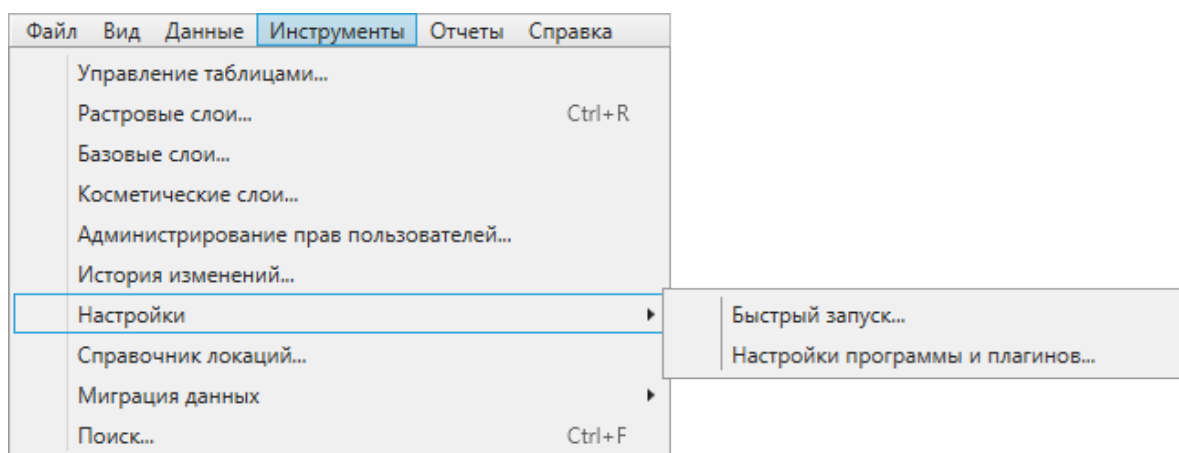 Файл Вид Данные Инструменты Отчеты Справка
Управление таблицами...
Растровые слои... Ctrl+R
Базовые слои...
Косметические слои...
Администрирование прав пользователей...
История изменений...
Настройки Быстрый запуск...
Справочник локаций... Настройки программы и плагинов...
Миграция данных
Поиск... Ctrl+F